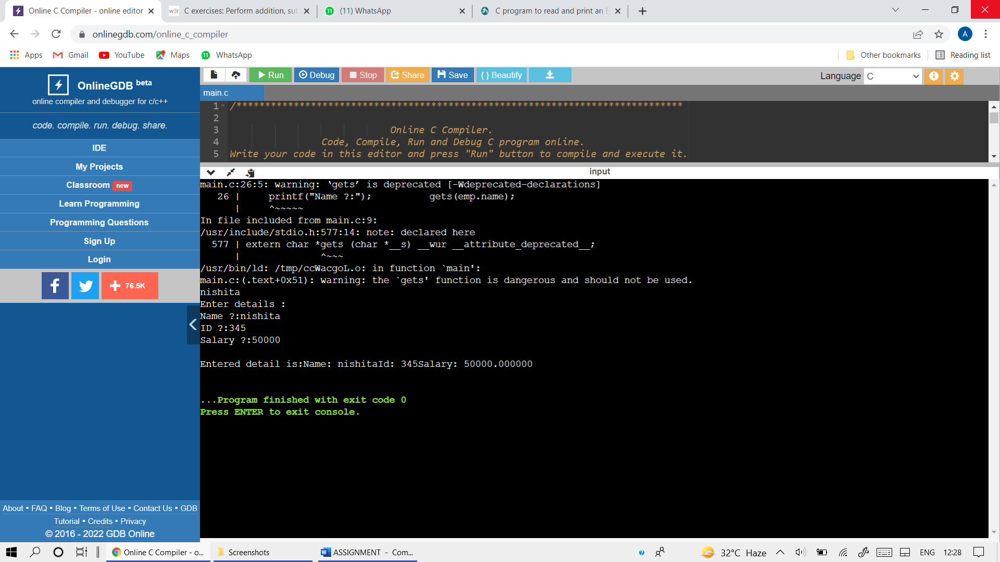 Online C Compiler - online editor
w3r C exercises: Perform addition, su
11 (11) WhatsApp
C program to read and print an E
onlinegdb.com/online_c_compiler
A
Apps Gmail YouTube Maps 11 WhatsApp Other bookmarks Reading list
OnlineGDB beta
online compiler and debugger for c/c++
code. compile. run. debug. share.
IDE
My Projects
Classroom new
Learn Programming
Programming Questions
Sign Up
Login
f + 76.5K
About • FAQ • Blog • Terms of Use • Contact Us • GDB
Tutorial • Credits • Privacy
© 2016 - 2022 GDB Online
Run Debug Stop Share Save { } Beautify Language C i
main.c
1 /******************************************************************************
2
3 Online C Compiler.
4 Code, Compile, Run and Debug C program online.
5 Write your code in this editor and press "Run" button to compile and execute it.
input
main.c:26:5: warning: ‘gets’ is deprecated [-Wdeprecated-declarations]
26 | printf("Name ?:"); gets(emp.name);
| ^~~~~~
In file included from main.c:9:
/usr/include/stdio.h:577:14: note: declared here
577 | extern char *gets (char *__s) __wur __attribute_deprecated__;
| ^~~~
/usr/bin/ld: /tmp/ccWacgoL.o: in function `main':
main.c:(.text+0x51): warning: the `gets' function is dangerous and should not be used.
nishita
Enter details :
Name ?:nishita
ID ?:345
Salary ?:50000
Entered detail is:Name: nishitaId: 345Salary: 50000.000000
...Program finished with exit code 0
Press ENTER to exit console.
Online C Compiler - o... Screenshots ASSIGNMENT - Com... 32°C Haze ENG 12:28